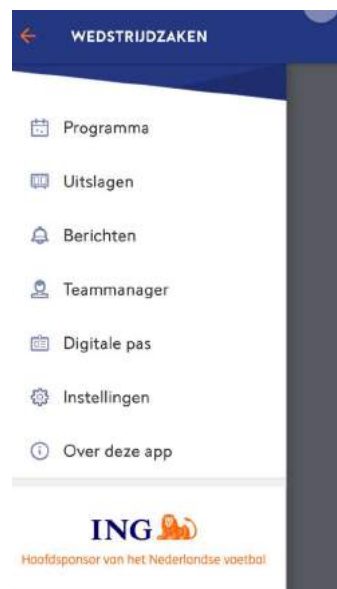 WEDSTRIJDZAKEN
Programma
Uitslagen
Berichten
Teammanager
Digitale pas
Instellingen
Over deze app
ING
Hoofdsponsor van het Nederlandse voetbal